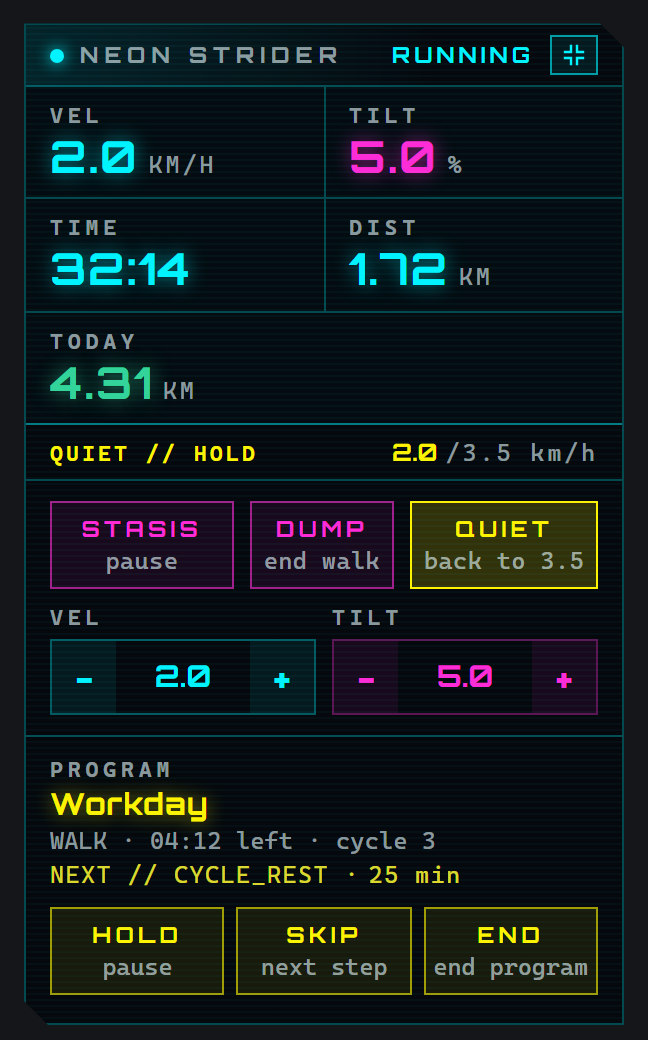 NEON STRIDER RUNNING
VEL TILT
2.0 KM/H 5.0 %
TIME DIST
32:14 1.72 KM
TODAY
4.31 KM
QUIET // HOLD 2.0 /3.5 km/h
STASIS DUMP QUIET
pause end walk back to 3.5
VEL TILT
- 2.0 + - 5.0 +
PROGRAM
Workday
WALK · 04:12 left · cycle 3
NEXT // CYCLE_REST · 25 min
HOLD SKIP END
pause next step end program